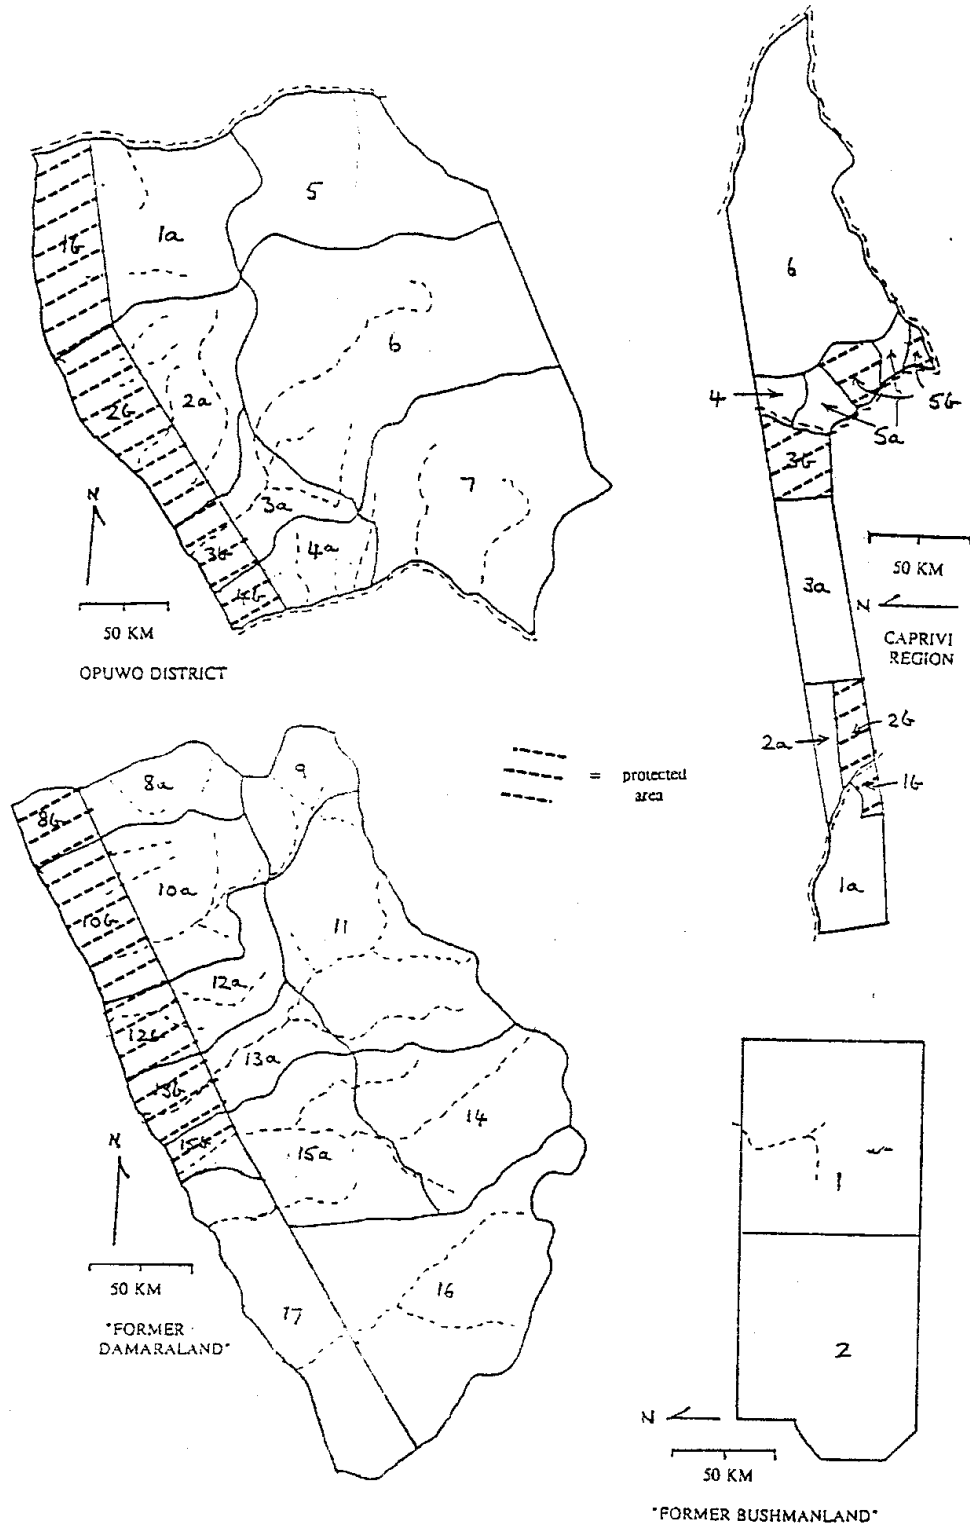 5
1a
1b
6
2b
2a
7
3a
3b
4a
4b
N
50 KM
OPUWO DISTRICT
6
4
5b
5a
3b
50 KM
3a
N
CAPRIVI
REGION
2b
2a
1b
1a
= protected
area
9
8a
8b
10a
10b
11
12a
12b
13a
13b
14
15a
15b
N
16
17
50 KM
"FORMER
DAMARALAND"
1
2
N
50 KM
"FORMER BUSHMANLAND"